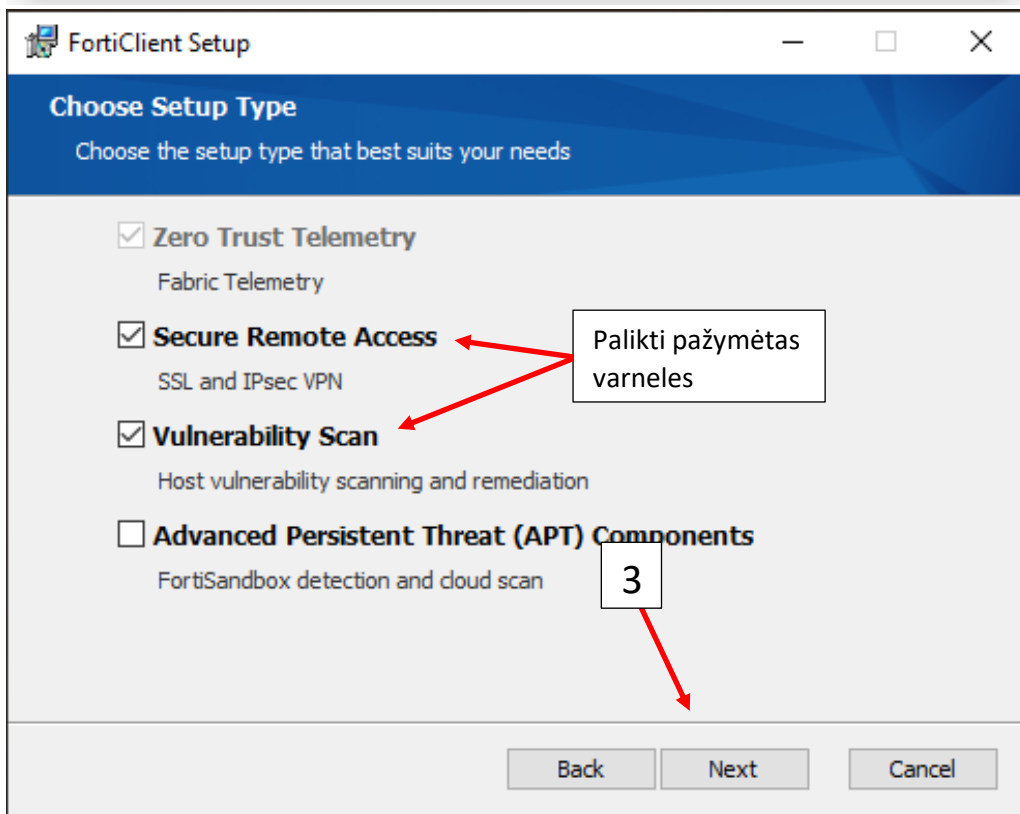 FortiClient Setup
Choose Setup Type
Choose the setup type that best suits your needs
Zero Trust Telemetry
Fabric Telemetry
Secure Remote Access
SSL and IPsec VPN
Palikti pažymėtas
varneles
Vulnerability Scan
Host vulnerability scanning and remediation
Advanced Persistent Threat (APT) Components
FortiSandbox detection and cloud scan
3
Back
Next
Cancel